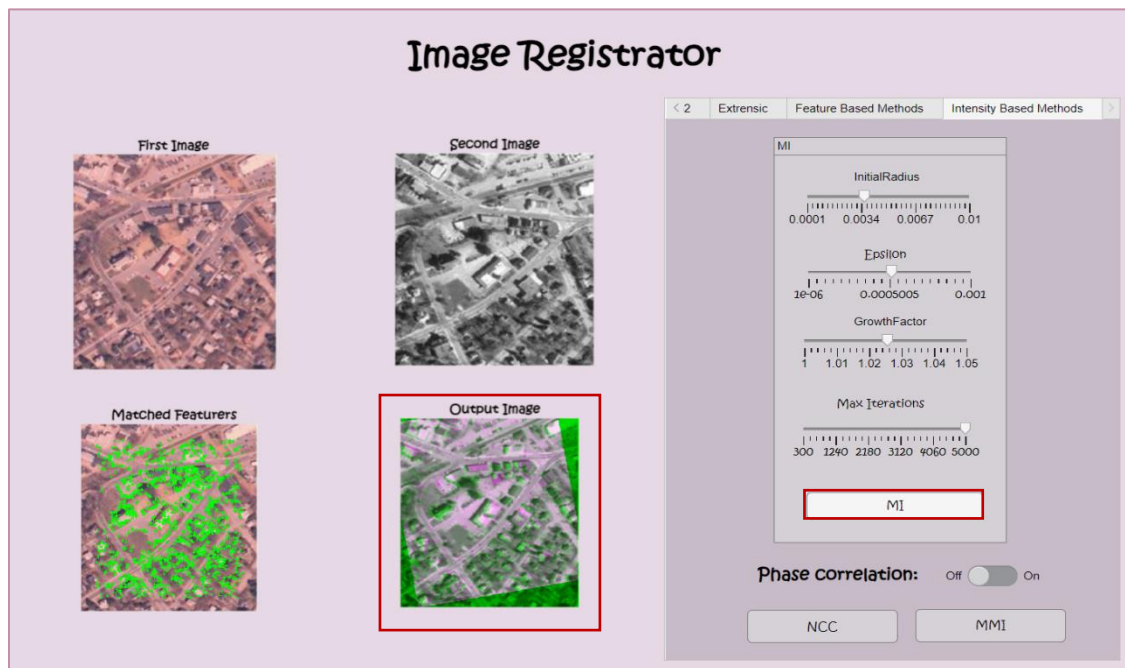 Image Registrator
First Image
Second Image
Matched Featurers
Output Image
< 2 Extrensic Feature Based Methods Intensity Based Methods >
MI
InitialRadius
0.0001 0.0034 0.0067 0.01
Epsilon
1e-06 0.0005005 0.001
GrowthFactor
1 1.01 1.02 1.03 1.04 1.05
Max Iterations
300 1240 2180 3120 4060 5000
MI
Phase correlation: Off On
NCC MMI